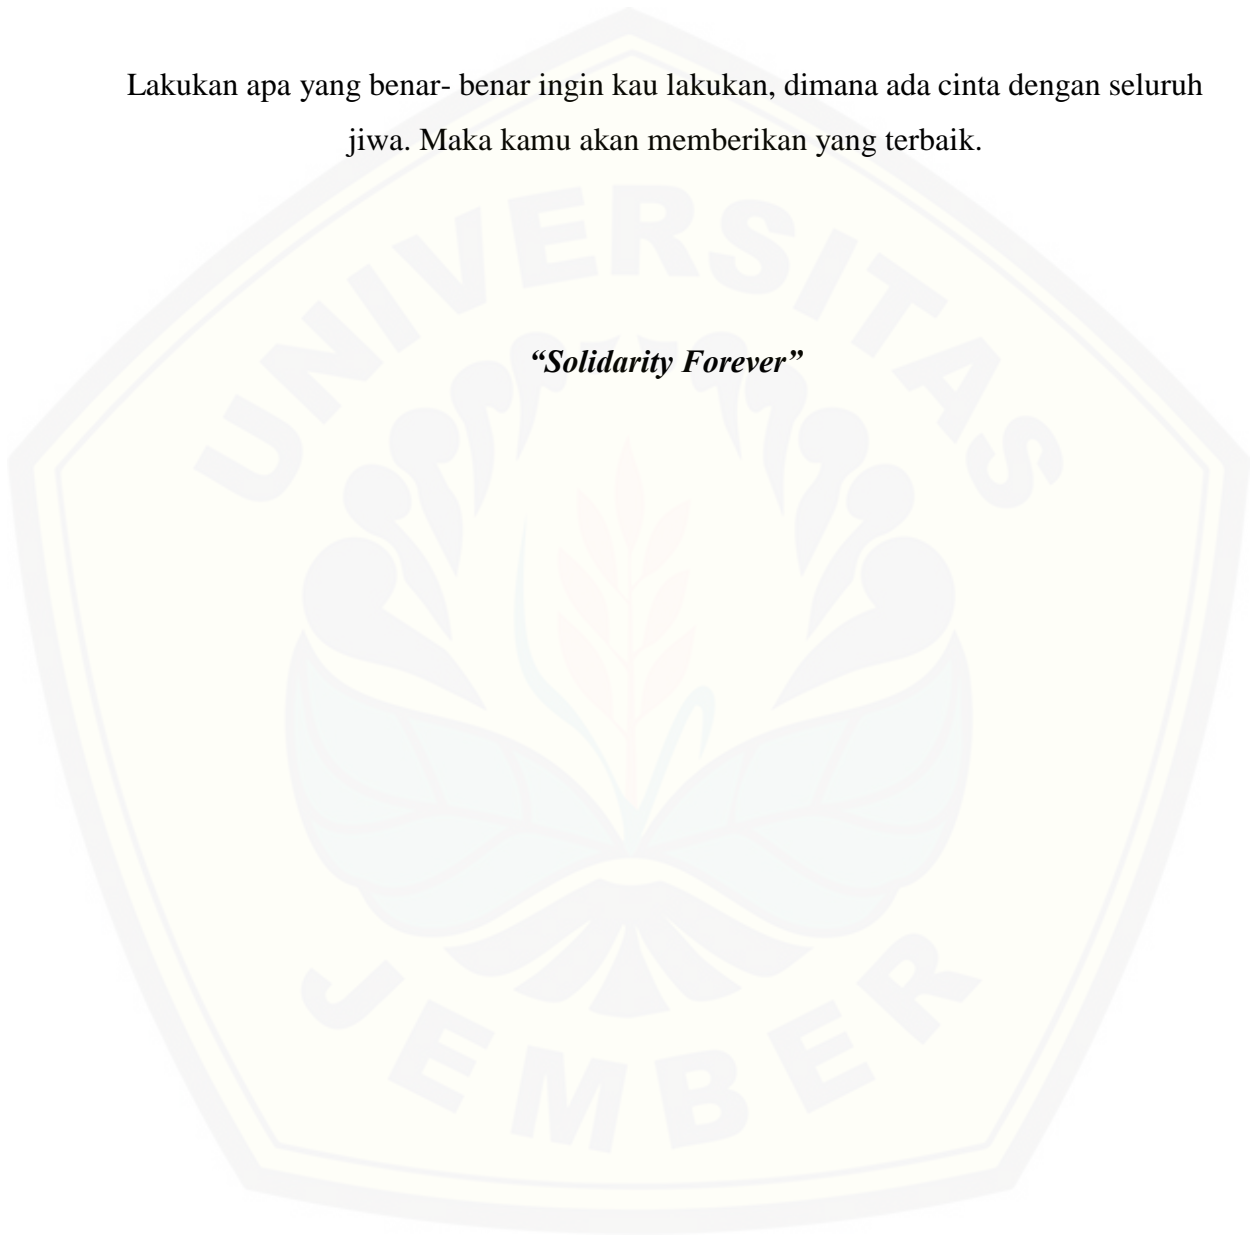 Lakukan apa yang benar- benar ingin kau lakukan, dimana ada cinta dengan seluruh
jiwa. Maka kamu akan memberikan yang terbaik.
UNIVERSITAS
“Solidarity Forever”
JEMBER